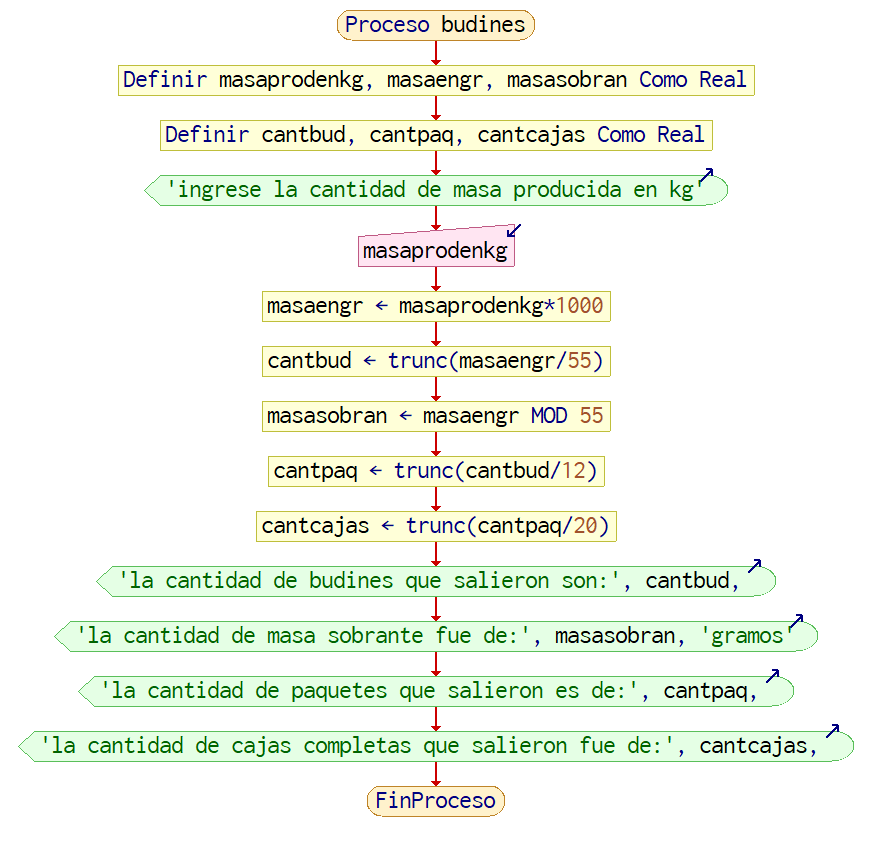 Proceso budines
Definir masaprodenkg, masaengr, masasobran Como Real
Definir cantbud, cantpaq, cantcajas Como Real
'ingrese la cantidad de masa producida en kg'
masaprodenkg
masaengr ← masaprodenkg*1000
cantbud ← trunc(masaengr/55)
masasobran ← masaengr MOD 55
cantpaq ← trunc(cantbud/12)
cantcajas ← trunc(cantpaq/20)
'la cantidad de budines que salieron son:', cantbud,
'la cantidad de masa sobrante fue de:', masasobran, 'gramos'
'la cantidad de paquetes que salieron es de:', cantpaq,
'la cantidad de cajas completas que salieron fue de:', cantcajas,
FinProceso